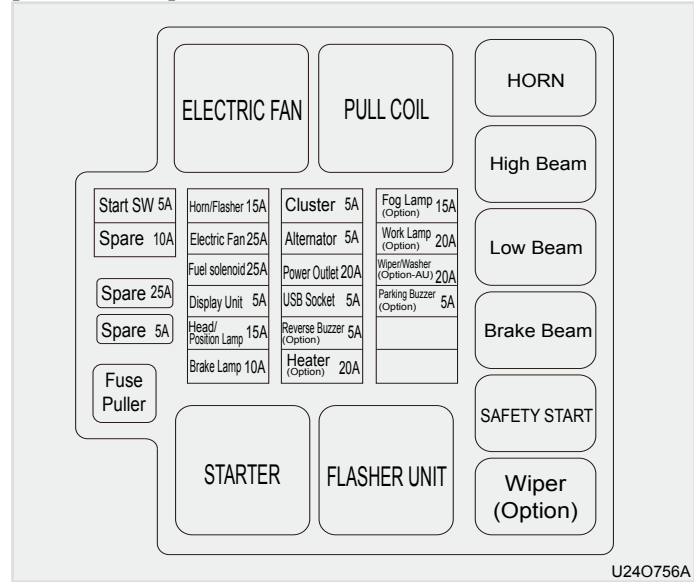 ELECTRIC FAN
PULL COIL
HORN
High Beam
Low Beam
Brake Beam
SAFETY START
Wiper
(Option)
Start SW 5A
Spare 10A
Spare 25A
Spare 5A
Fuse
Puller
Horn/Flasher 15A
Electric Fan 25A
Fuel solenoid 25A
Display Unit 5A
Head/
Position Lamp 15A
Brake Lamp 10A
Cluster 5A
Alternator 5A
Power Outlet 20A
USB Socket 5A
Reverse Buzzer 5A
(Option)
Heater
(Option) 20A
Fog Lamp 15A
(Option)
Work Lamp
(Option) 20A
Wiper/Washer
(Option-AU) 20A
Parking Buzzer
(Option) 5A
STARTER
FLASHER UNIT
U24O756A